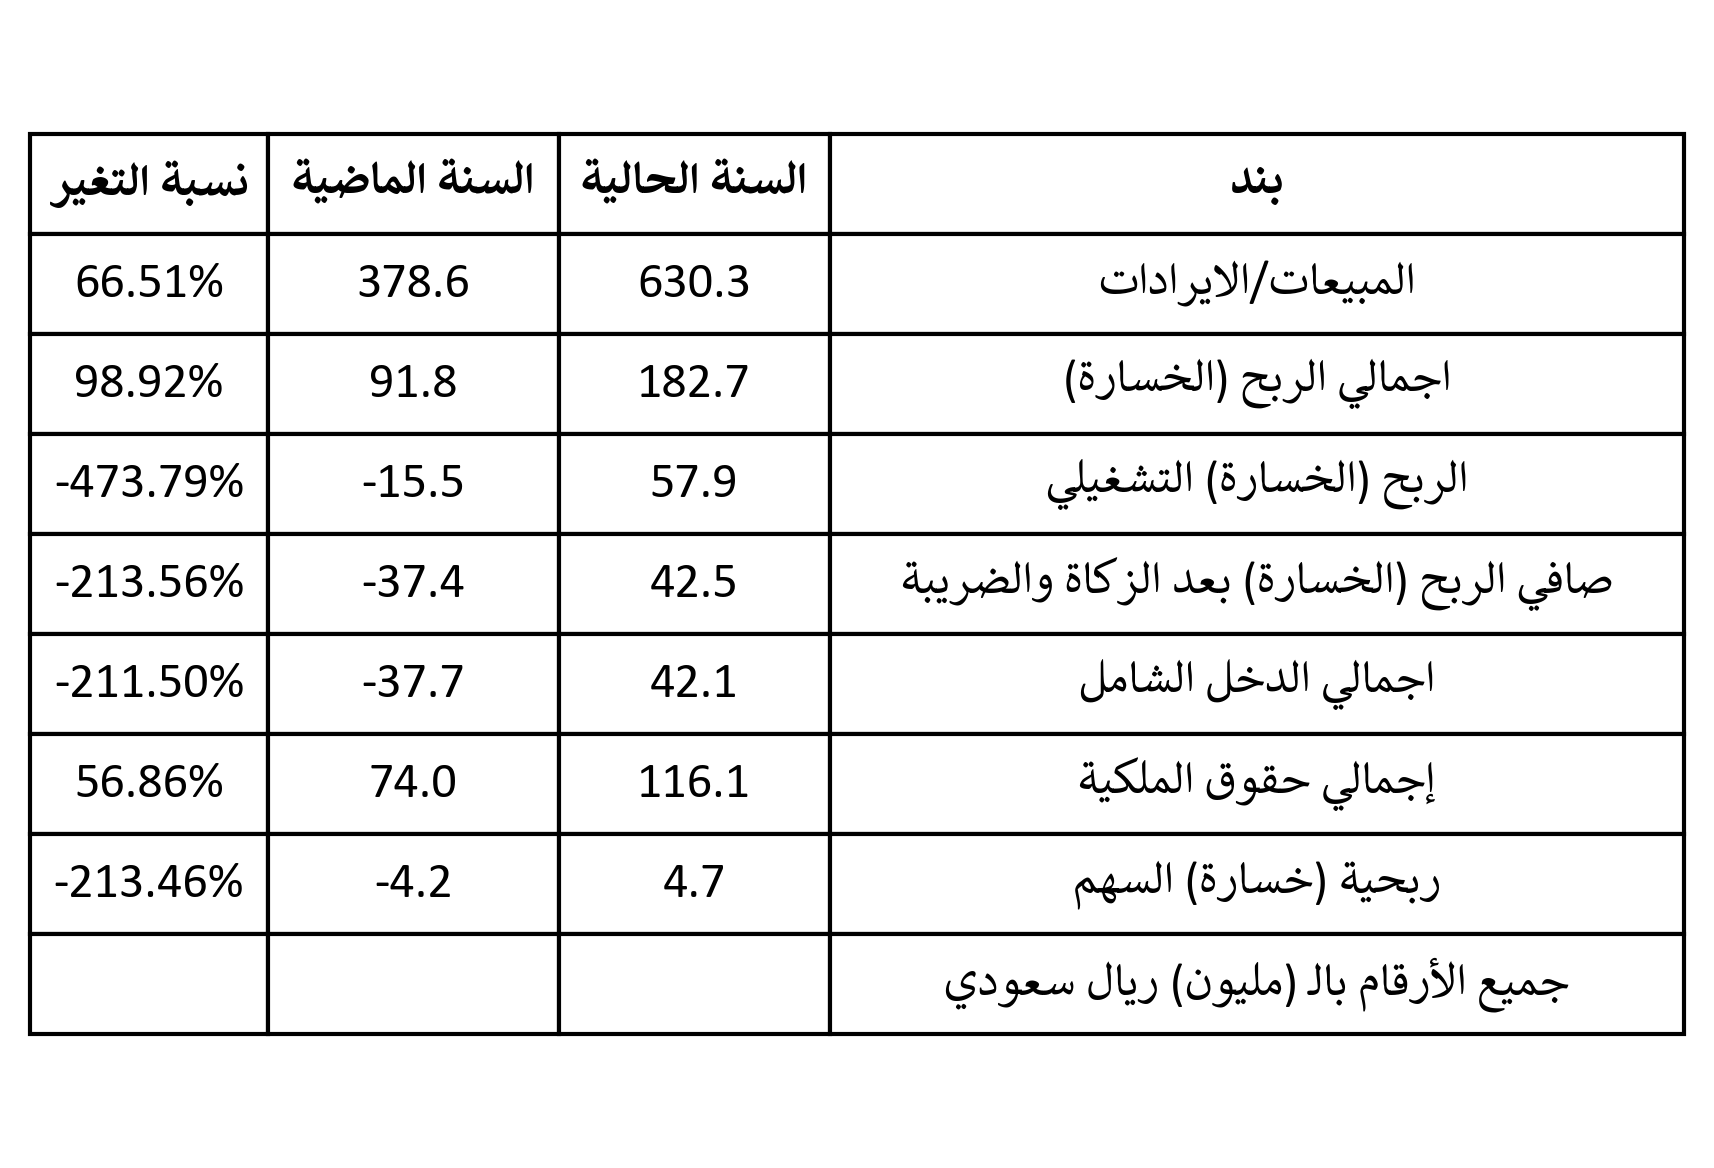 بند السنة الحالية السنة الماضية نسبة التغير
المبيعات/الايرادات 630.3 378.6 66.51%
اجمالي الربح (الخسارة) 182.7 91.8 98.92%
الربح (الخسارة) التشغيلي 57.9 -15.5 -473.79%
صافي الربح (الخسارة) بعد الزكاة والضريبة 42.5 -37.4 -213.56%
اجمالي الدخل الشامل 42.1 -37.7 -211.50%
إجمالي حقوق الملكية 116.1 74.0 56.86%
ربحية (خسارة) السهم 4.7 -4.2 -213.46%
جميع الأرقام بالـ (مليون) ريال سعودي